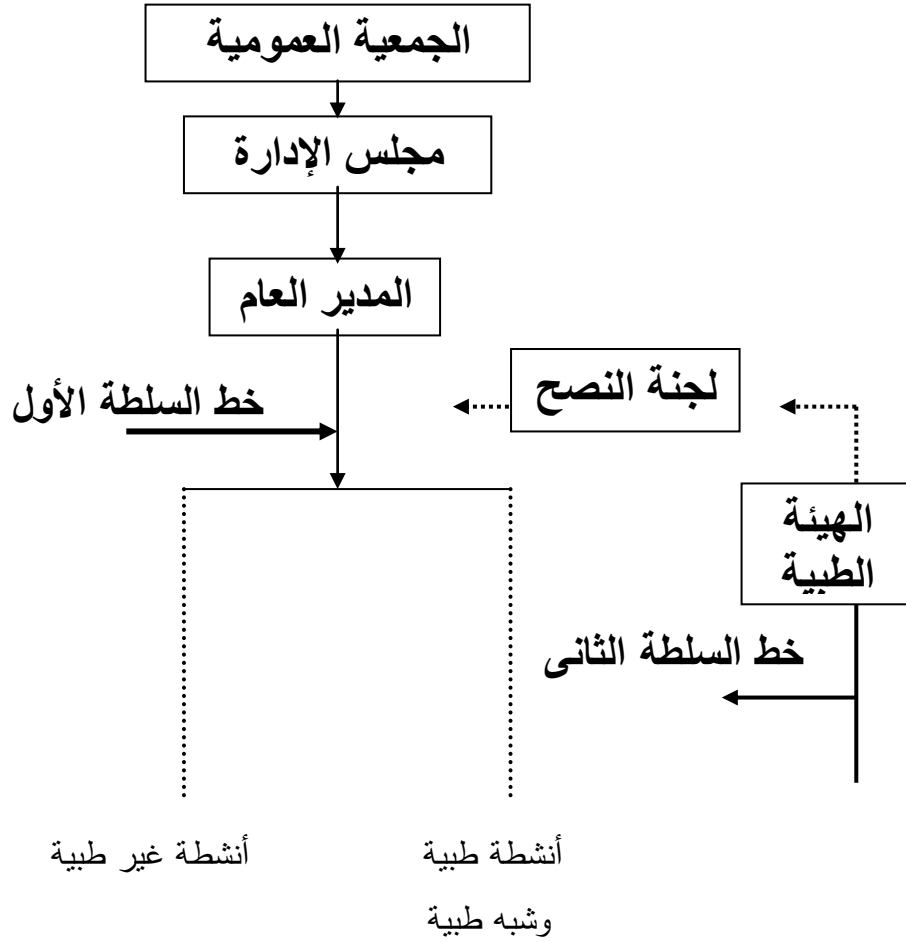 الجمعية العمومية
مجلس الإدارة
المدير العام
لجنة النصح
خط السلطة الأول
الهيئة
الطبية
خط السلطة الثانى
أنشطة طبية
وشبه طبية
أنشطة غير طبية